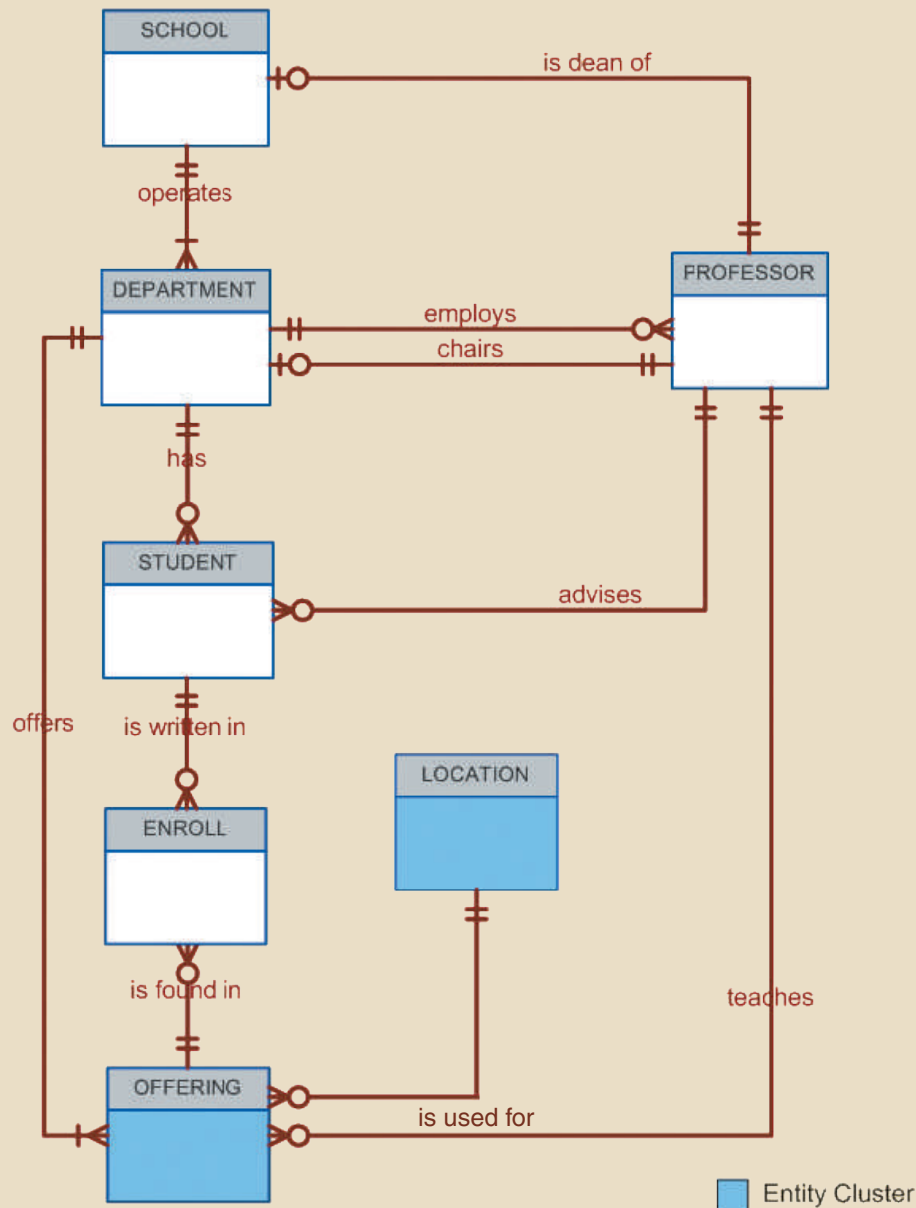 SCHOOL
is dean of
operates
PROFESSOR
DEPARTMENT
employs
chairs
has
STUDENT
advises
offers
is written in
LOCATION
ENROLL
is found in
teaches
OFFERING
is used for
Entity Cluster